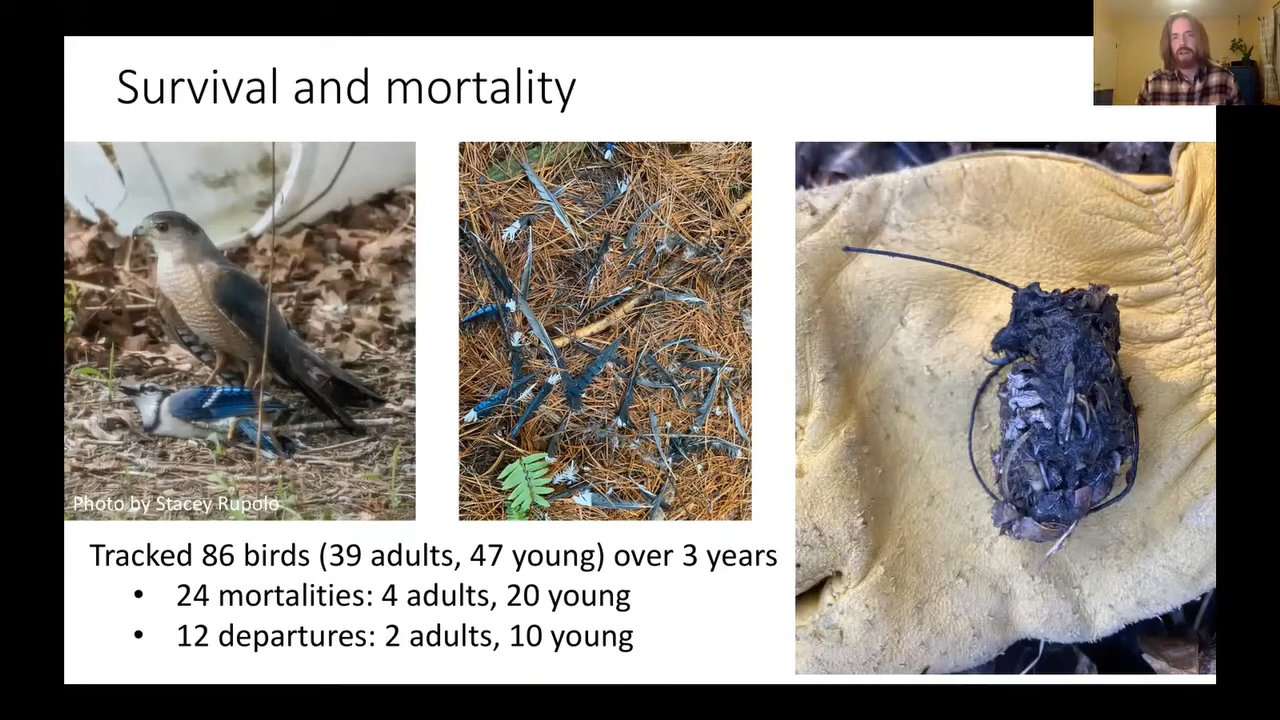 Survival and mortality
Photo by Stacey Rupolo
Tracked 86 birds (39 adults, 47 young) over 3 years
• 24 mortalities: 4 adults, 20 young
• 12 departures: 2 adults, 10 young